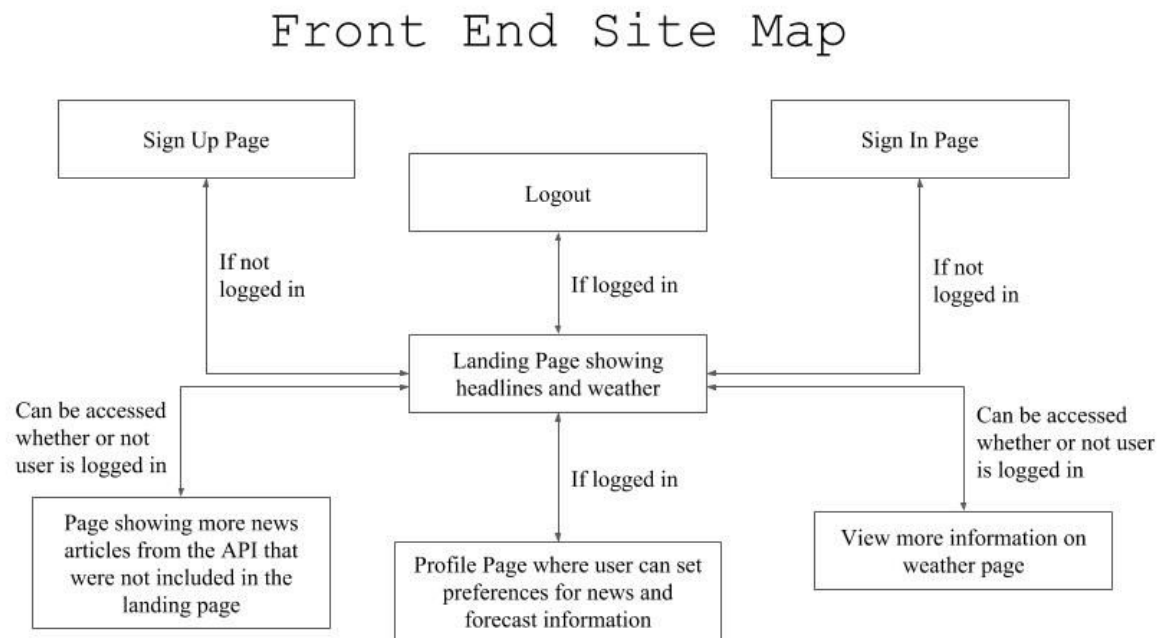 Front End Site Map
Sign Up Page
Logout
Sign In Page
If not
logged in
If logged in
If not
logged in
Landing Page showing
headlines and weather
Can be accessed
whether or not
user is logged in
If logged in
Can be accessed
whether or not user
is logged in
Page showing more news
articles from the API that
were not included in the
landing page
Profile Page where user can set
preferences for news and
forecast information
View more information on
weather page